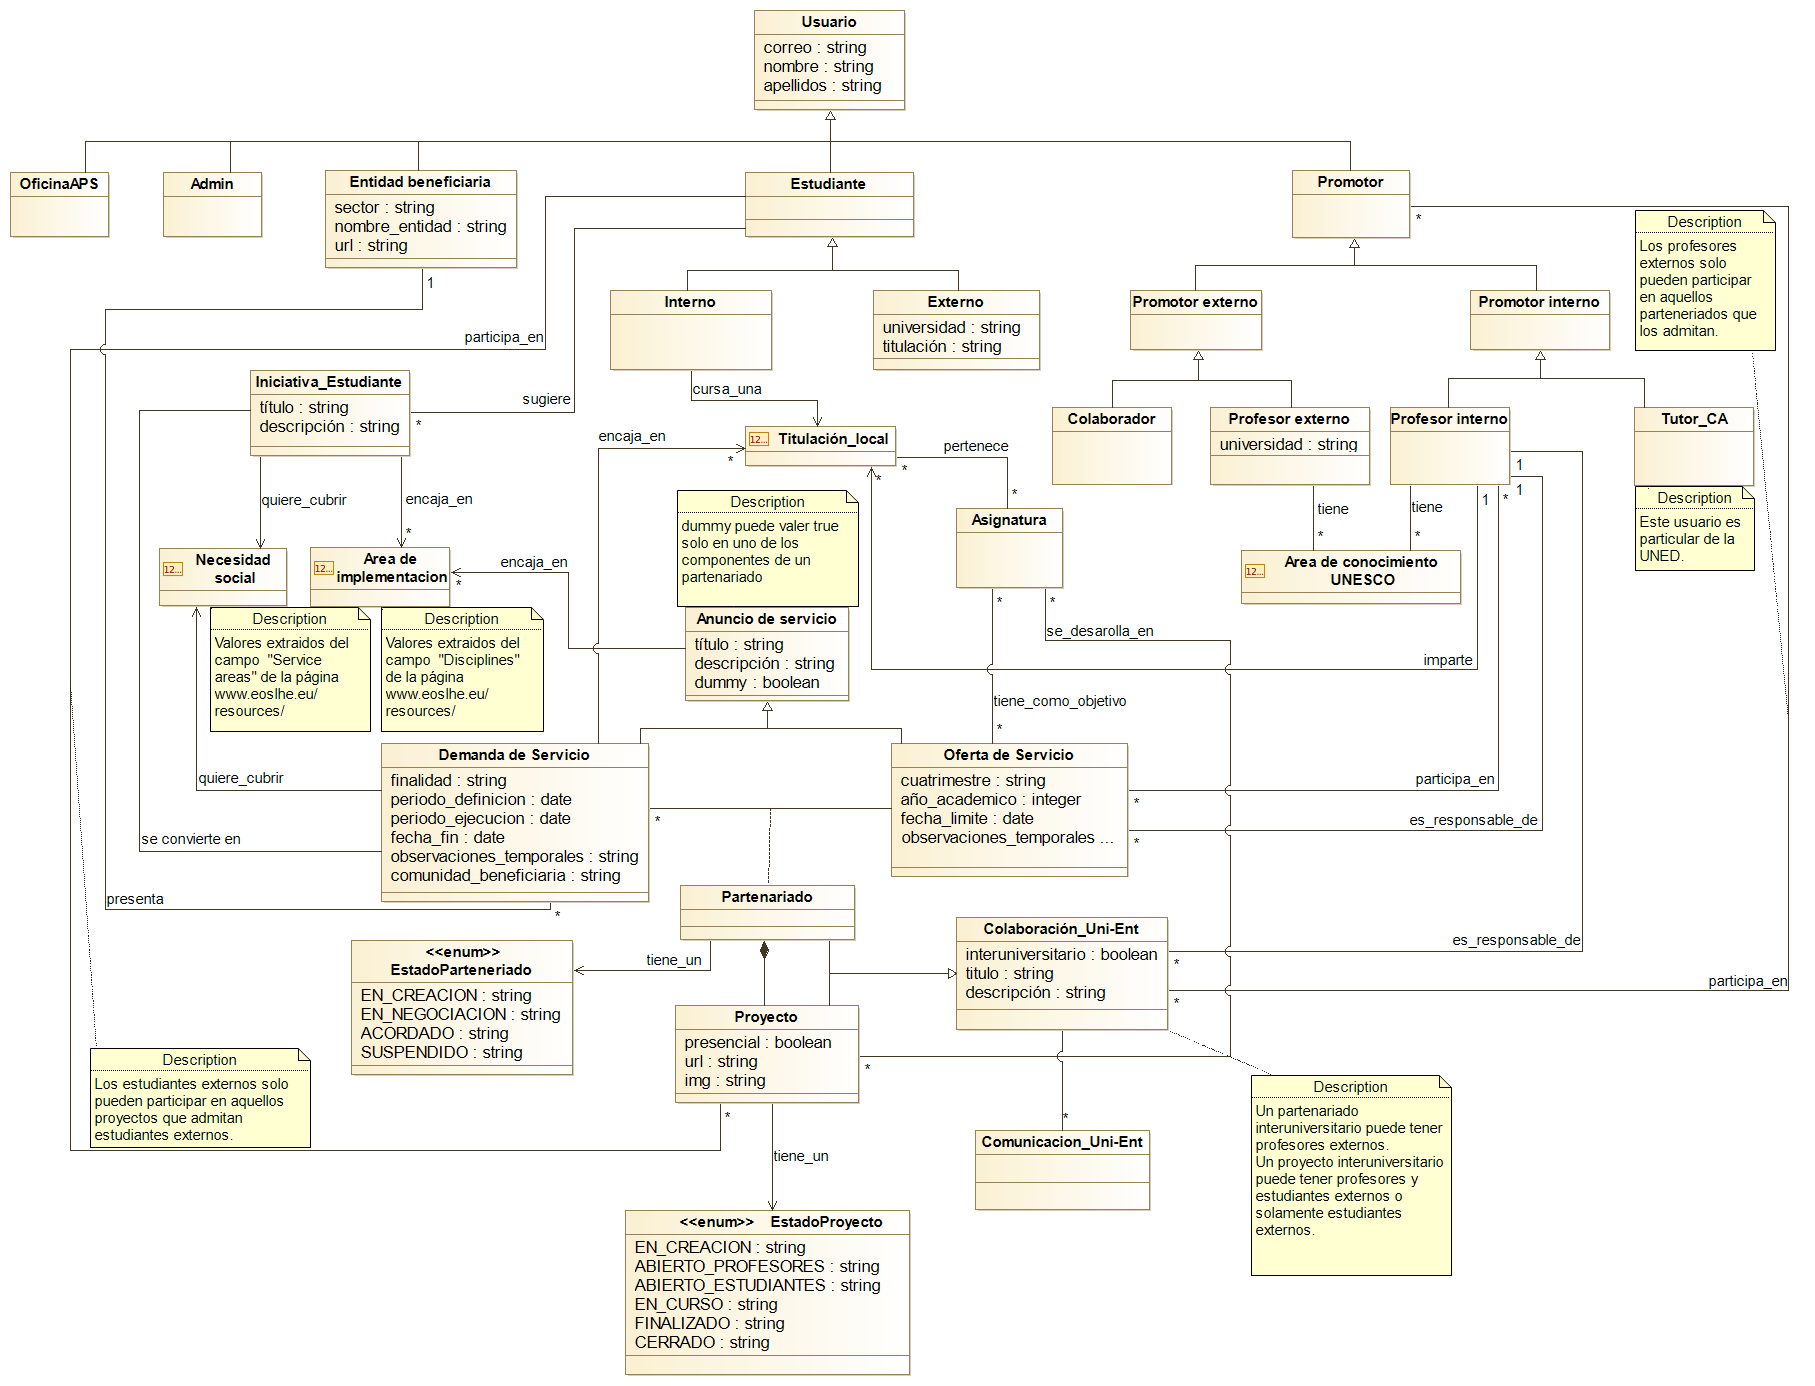 Usuario
correo : string
nombre : string
apellidos : string
OficinaAPS
Admin
Entidad beneficiaria
sector : string
nombre_entidad : string
url : string
1
Estudiante
Promotor
*
Description
Los profesores
externos solo
pueden participar
en aquellos
parteneriados que
los admitan.
Interno
Externo
universidad : string
titulación : string
Promotor externo
Promotor interno
participa_en
cursa_una
sugiere
*
Iniciativa_Estudiante
título : string
descripción : string
Colaborador
Profesor externo
universidad : string
Profesor interno
1
1
1
*
Tutor_CA
Description
Este usuario es
particular de la
UNED.
encaja_en
*
12...
Titulación_local
*
*
pertenece
*
quiere_cubrir
encaja_en
*
Description
dummy puede valer true
solo en uno de los
componentes de un
partenariado
Asignatura
*
*
tiene
*
tiene
*
12...
Necesidad
social
12...
Area de
implementacion
encaja_en
*
12...
Area de conocimiento
UNESCO
Description
Valores extraidos del
campo "Service
areas" de la página
www.eoslhe.eu/
resources/
Description
Valores extraidos del
campo "Disciplines"
de la página
www.eoslhe.eu/
resources/
Anuncio de servicio
título : string
descripción : string
dummy : boolean
se_desarolla_en
imparte
tiene_como_objetivo
*
Demanda de Servicio
finalidad : string
periodo_definicion : date
periodo_ejecucion : date
fecha_fin : date
observaciones_temporales : string
comunidad_beneficiaria : string
*
*
Oferta de Servicio
cuatrimestre : string
año_academico : integer
fecha_limite : date
observaciones_temporales ...
*
*
quiere_cubrir
participa_en
es_responsable_de
se convierte en
presenta
Partenariado
<<enum>>
EstadoParteneriado
EN_CREACION : string
EN_NEGOCIACION : string
ACORDADO : string
SUSPENDIDO : string
tiene_un
Colaboración_Uni-Ent
interuniversitario : boolean
titulo : string
descripción : string
*
*
es_responsable_de
participa_en
Proyecto
presencial : boolean
url : string
img : string
*
*
Description
Los estudiantes externos solo
pueden participar en aquellos
proyectos que admitan
estudiantes externos.
*
Comunicacion_Uni-Ent
Description
Un partenariado
interuniversitario puede tener
profesores externos.
Un proyecto interuniversitario
puede tener profesores y
estudiantes externos o
solamente estudiantes
externos.
tiene_un
<<enum>> EstadoProyecto
EN_CREACION : string
ABIERTO_PROFESORES : string
ABIERTO_ESTUDIANTES : string
EN_CURSO : string
FINALIZADO : string
CERRADO : string